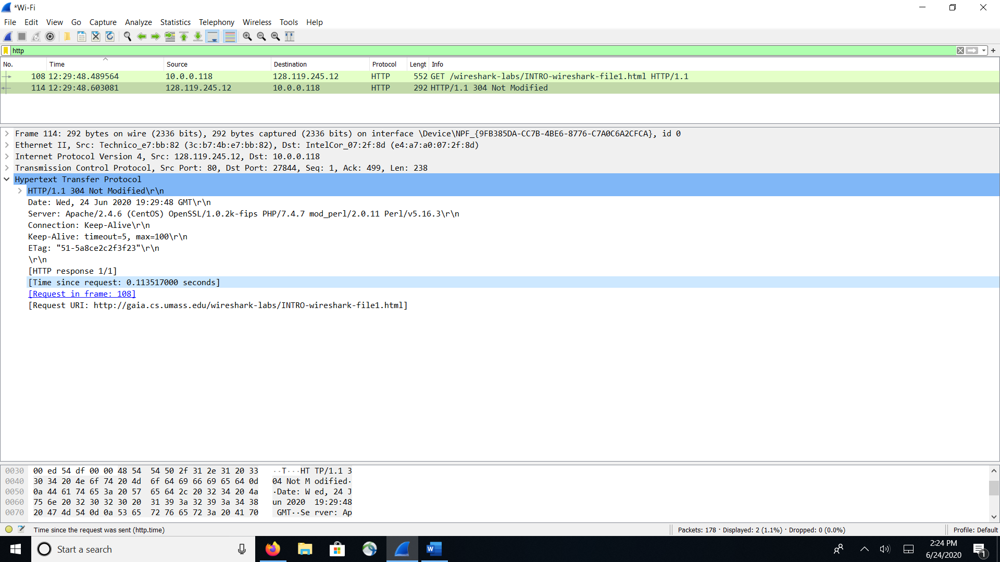 *Wi-Fi
File Edit View Go Capture Analyze Statistics Telephony Wireless Tools Help
http
No. Time Source Destination Protocol Lengt Info
108 12:29:48.489564 10.0.0.118 128.119.245.12 HTTP 552 GET /wireshark-labs/INTRO-wireshark-file1.html HTTP/1.1
114 12:29:48.603081 128.119.245.12 10.0.0.118 HTTP 292 HTTP/1.1 304 Not Modified
Frame 114: 292 bytes on wire (2336 bits), 292 bytes captured (2336 bits) on interface \Device\NPF_{9FB385DA-CC7B-4BE6-8776-C7A0C6A2CFCA}, id 0
Ethernet II, Src: Technico_e7:bb:82 (3c:b7:4b:e7:bb:82), Dst: IntelCor_07:2f:8d (e4:a7:a0:07:2f:8d)
Internet Protocol Version 4, Src: 128.119.245.12, Dst: 10.0.0.118
Transmission Control Protocol, Src Port: 80, Dst Port: 27844, Seq: 1, Ack: 499, Len: 238
Hypertext Transfer Protocol
HTTP/1.1 304 Not Modified\r\n
Date: Wed, 24 Jun 2020 19:29:48 GMT\r\n
Server: Apache/2.4.6 (CentOS) OpenSSL/1.0.2k-fips PHP/7.4.7 mod_perl/2.0.11 Perl/v5.16.3\r\n
Connection: Keep-Alive\r\n
Keep-Alive: timeout=5, max=100\r\n
ETag: "51-5a8ce2c2f3f23"\r\n
\r\n
[HTTP response 1/1]
[Time since request: 0.113517000 seconds]
[Request in frame: 108]
[Request URI: http://gaia.cs.umass.edu/wireshark-labs/INTRO-wireshark-file1.html]
0030 00 ed 54 df 00 00 48 54 54 50 2f 31 2e 31 20 33 ··T···HT TP/1.1 3
0040 30 34 20 4e 6f 74 20 4d 6f 64 69 66 69 65 64 0d 04 Not M odified·
0050 0a 44 61 74 65 3a 20 57 65 64 2c 20 32 34 20 4a ·Date: W ed, 24 J
0060 75 6e 20 32 30 32 30 20 31 39 3a 32 39 3a 34 38 un 2020 19:29:48
0070 20 47 4d 54 0d 0a 53 65 72 76 65 72 3a 20 41 70 GMT··Se rver: Ap
Time since the request was sent (http.time) Packets: 178 · Displayed: 2 (1.1%) · Dropped: 0 (0.0%) Profile: Default
Start a search
2:24 PM
6/24/2020
1